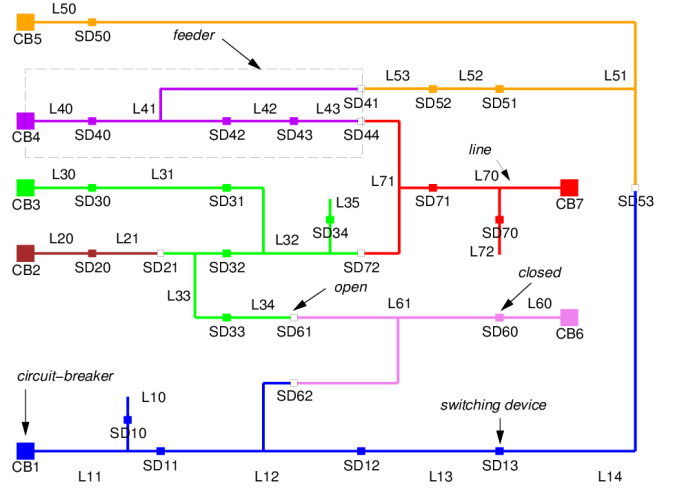 L50
CB5
SD50
feeder
L53
L52
L51
L40
L41
L42
L43
SD41
SD52
SD51
CB4
SD40
SD42
SD43
SD44
line
L30
L31
L35
L71
L70
CB3
SD30
SD31
SD34
SD71
SD70
CB7
SD53
L20
L21
L32
L72
CB2
SD20
SD21
SD32
SD72
closed
open
L33
L34
L61
L60
SD33
SD61
SD60
CB6
circuit-breaker
SD62
L10
switching device
SD10
CB1
SD11
SD12
SD13
L11
L12
L13
L14